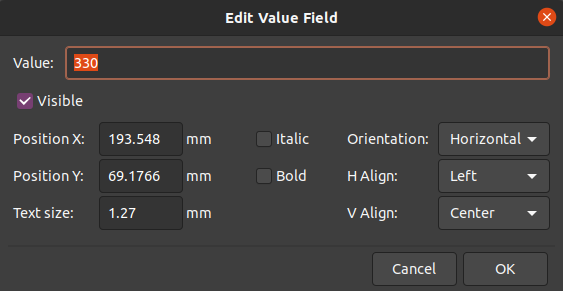 Edit Value Field
Value: 330
Visible
Position X: 193.548 mm Italic Orientation: Horizontal
Position Y: 69.1766 mm Bold H Align: Left
Text size: 1.27 mm V Align: Center
Cancel OK